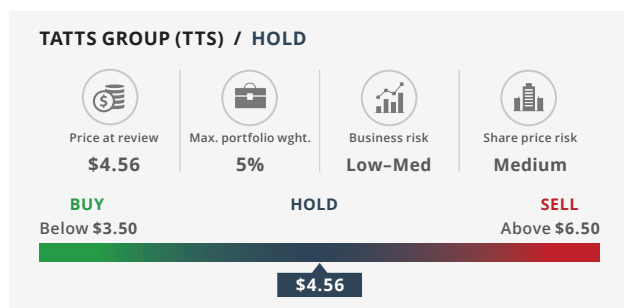 TATTS GROUP (TTS) / HOLD
Price at review
$4.56
Max. portfolio wght.
5%
Business risk
Low–Med
Share price risk
Medium
BUY
Below $3.50
HOLD
SELL
Above $6.50
$4.56